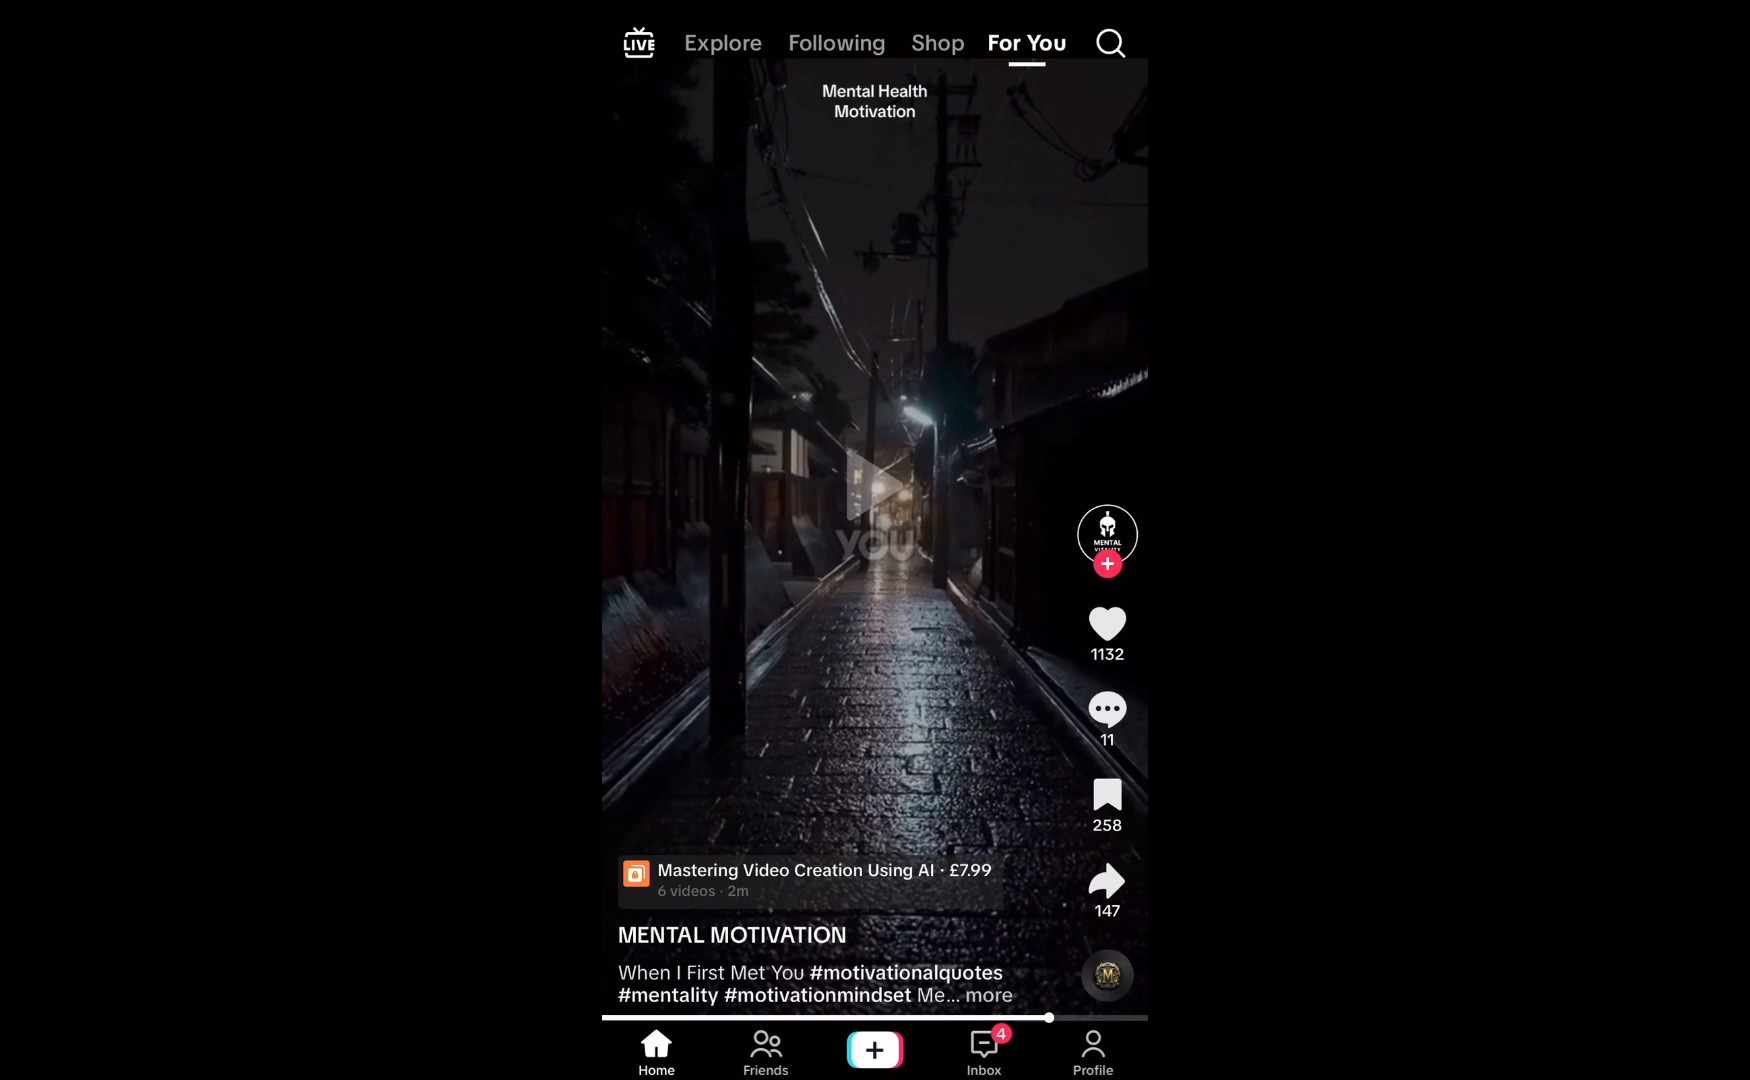 LIVE
Explore
Following
Shop
For You
Mental Health
Motivation
YOU
MENTAL
VITALITY
1132
11
258
147
Mastering Video Creation Using AI · £7.99
6 videos · 2m
MENTAL MOTIVATION
When I First Met You #motivationalquotes
#mentality #motivationmindset Me... more
M
4
Home
Friends
Inbox
Profile